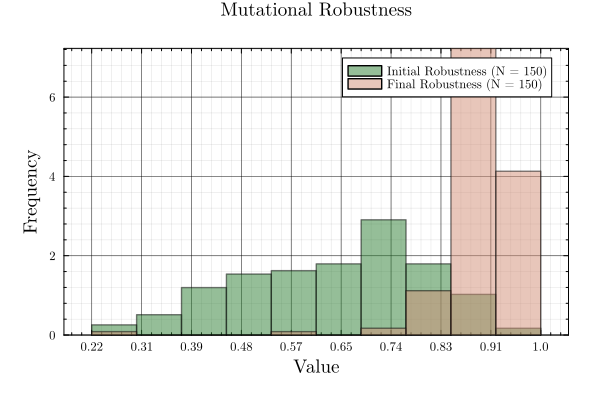 Mutational Robustness
Initial Robustness (N = 150)
Final Robustness (N = 150)
Frequency
6
4
2
0
0.22 0.31 0.39 0.48 0.57 0.65 0.74 0.83 0.91 1.0
Value